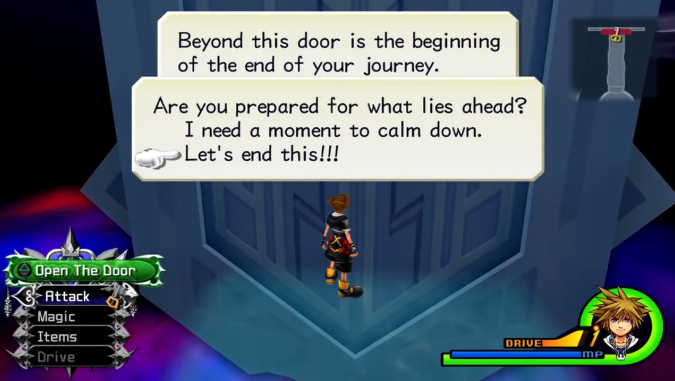 Beyond this door is the beginning
of the end of your journey.
Are you prepared for what lies ahead?
I need a moment to calm down.
Let's end this!!!
Open The Door
Attack
Magic
Items
Drive
DRIVE
MP